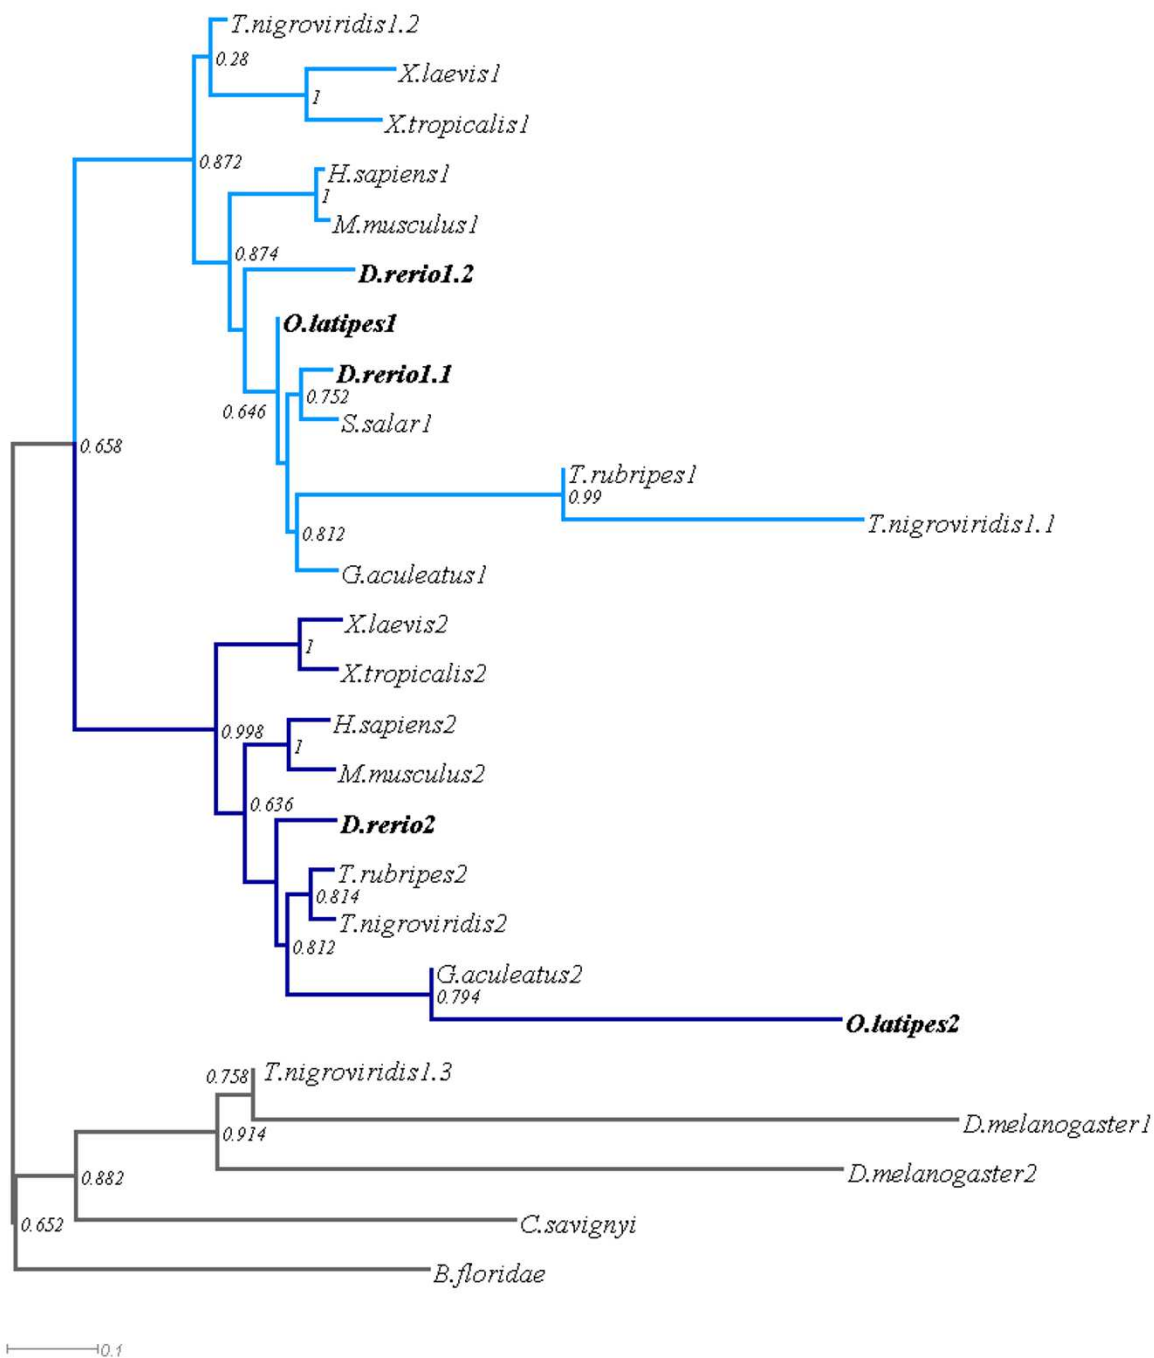 T.nigroviridis1.2
0.28
X.laevis1
1
X.tropicalis1
0.872
H.sapiens1
1
M.musculus1
0.874
D.rerio1.2
O.latipes1
D.rerio1.1
0.752
0.646
S.salar1
0.658
T.rubripes1
0.99
T.nigroviridis1.1
0.812
G.aculeatus1
X.laevis2
1
X.tropicalis2
H.sapiens2
0.998
1
M.musculus2
0.636
D.rerio2
T.rubripes2
0.814
T.nigroviridis2
0.812
G.aculeatus2
0.794
O.latipes2
T.nigroviridis1.3
0.758
D.melanogaster1
0.914
D.melanogaster2
0.882
C.savignyi
0.652
B.floridae
0.1